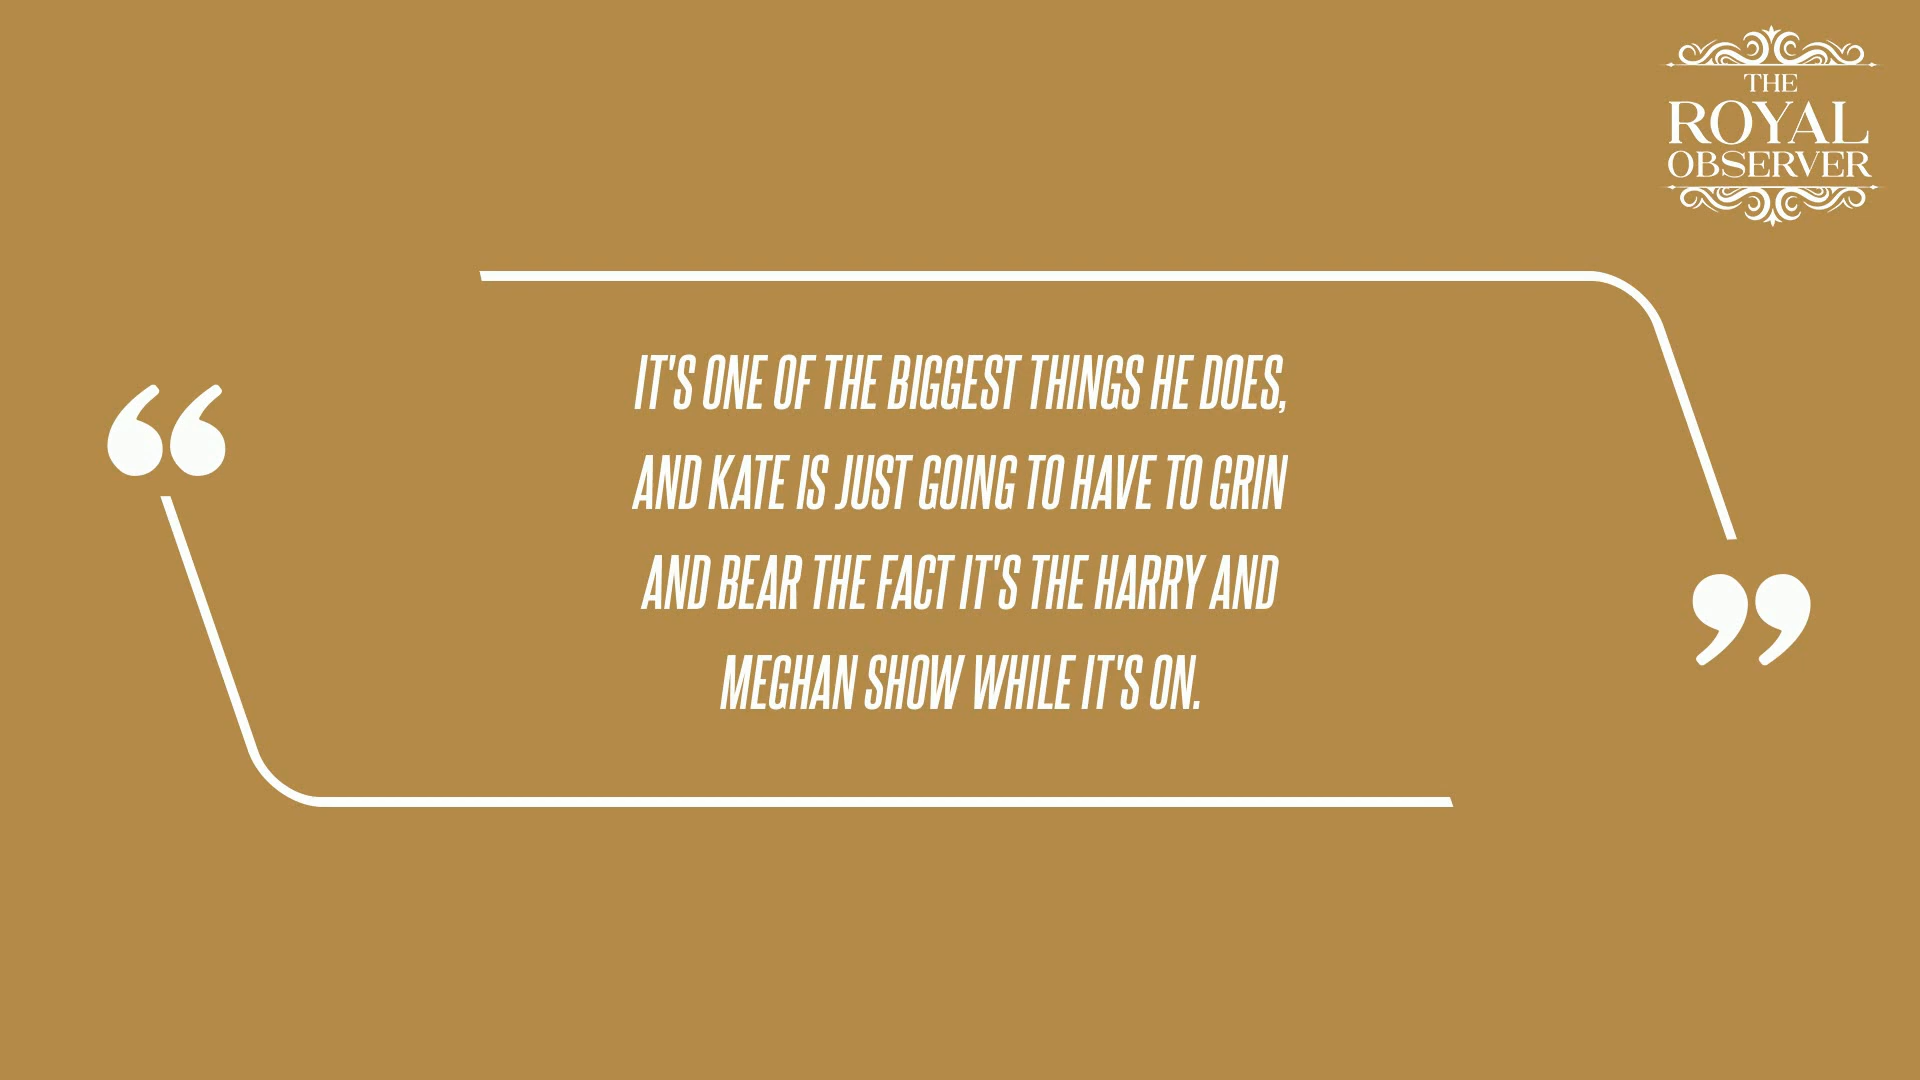 THE
ROYAL
OBSERVER
“
IT'S ONE OF THE BIGGEST THINGS HE DOES,
AND KATE IS JUST GOING TO HAVE TO GRIN
AND BEAR THE FACT IT'S THE HARRY AND
MEGHAN SHOW WHILE IT'S ON.
”